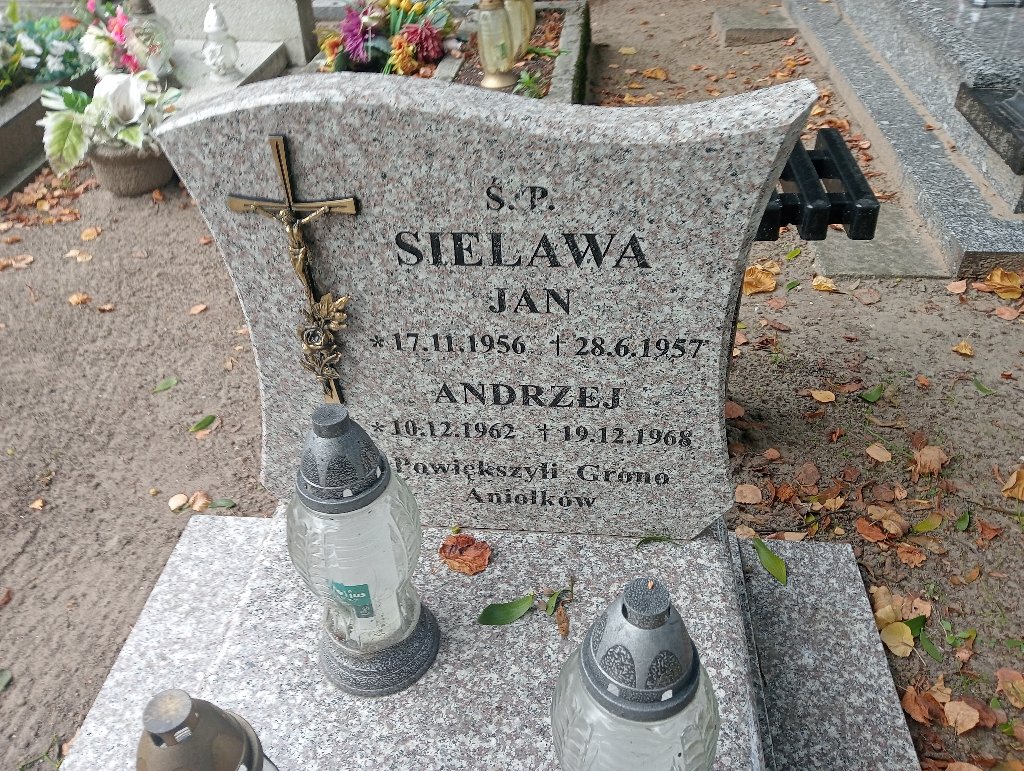 Ś. P.
SIELAWA
JAN
*17.11.1956 †28.6.1957
ANDRZEJ
*10.12.1962 †19.12.1968
Powiększyli Grono
Aniołków